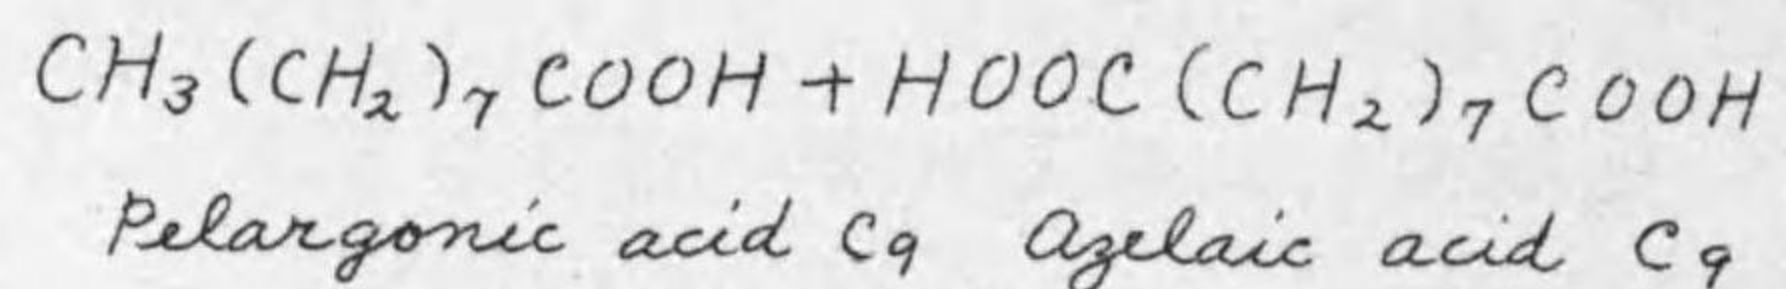 CH₃(CH₂)₇COOH + HOOC(CH₂)₇COOH
Pelargonic acid C₉ Azelaic acid C₉